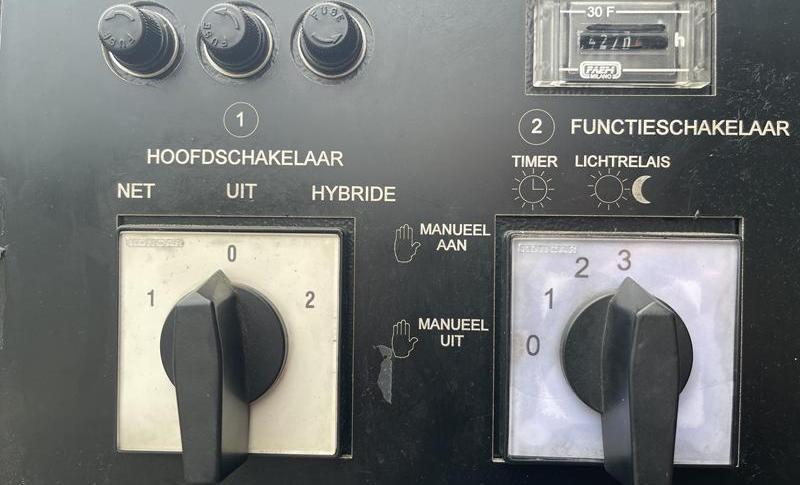 FUSE
FUSE
FUSE
30 F
h
MILANO
1
HOOFDSCHAKELAAR
NET UIT HYBRIDE
0
1
2
2 FUNCTIESCHAKELAAR
TIMER LICHTRELAIS
MANUEEL
AAN
MANUEEL
UIT
3
2
1
0